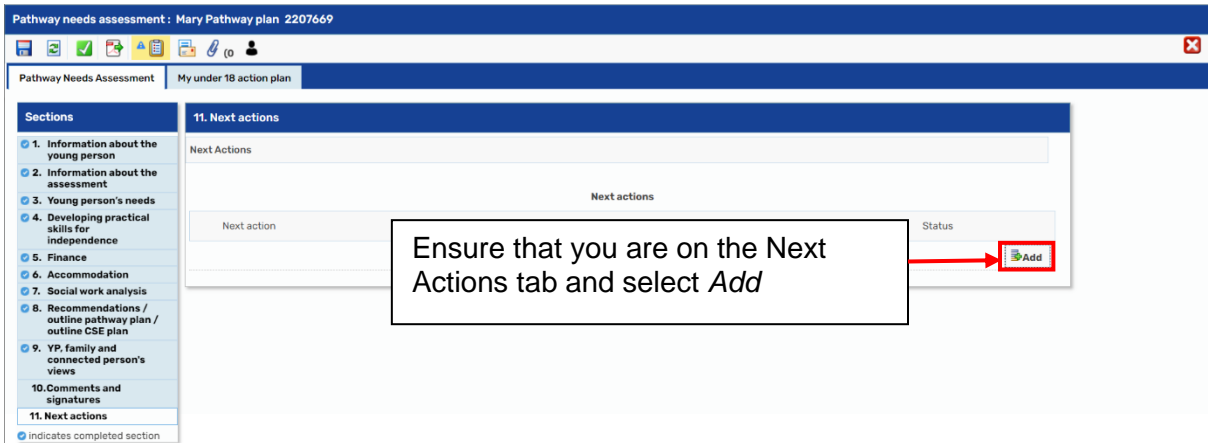 Pathway needs assessment : Mary Pathway plan 2207669
(0
Pathway Needs Assessment My under 18 action plan
Sections
1. Information about the
young person
2. Information about the
assessment
3. Young person's needs
4. Developing practical
skills for
independence
5. Finance
6. Accommodation
7. Social work analysis
8. Recommendations /
outline pathway plan /
outline CSE plan
9. YP, family and
connected person's
views
10.Comments and
signatures
11. Next actions
indicates completed section
11. Next actions
Next Actions
Next actions
Next action Status
Add
Ensure that you are on the Next
Actions tab and select Add